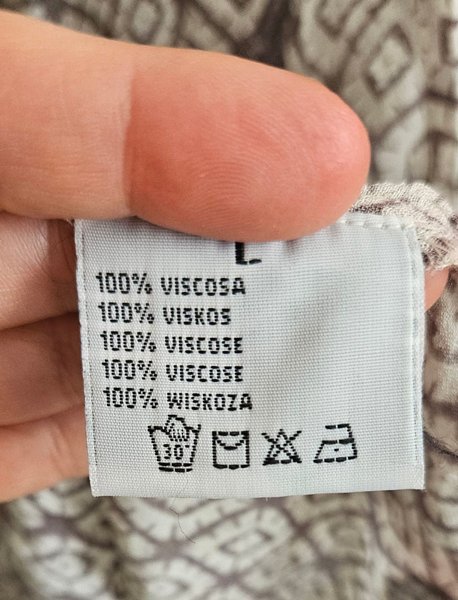 L
100% VISCOSA
100% VISKOS
100% VISCOSE
100% VISCOSE
100% WISKOZA
30°